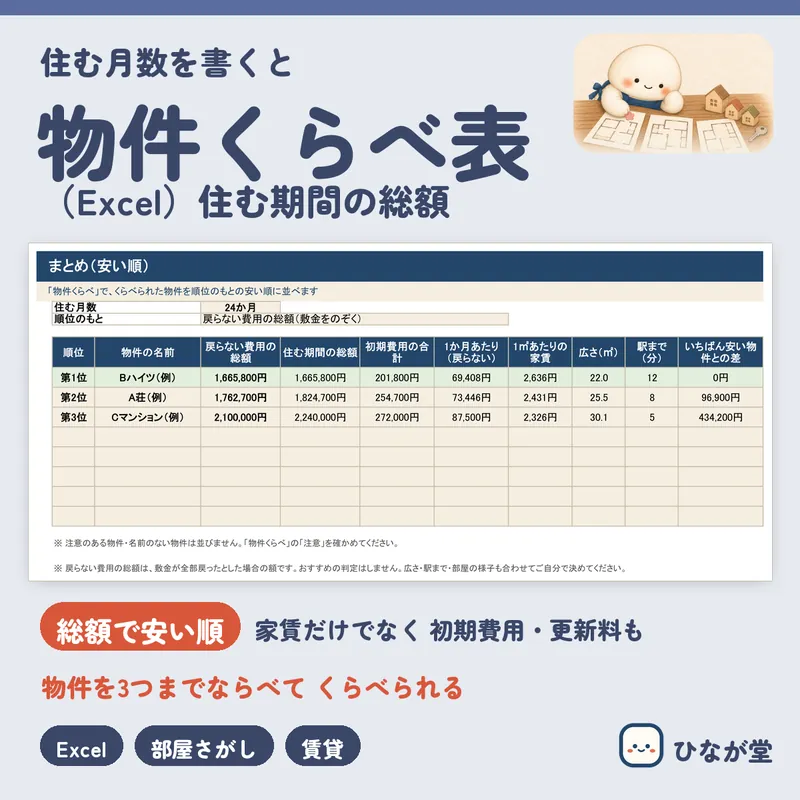 住む月数を書くと
物件くらべ表
（Excel）住む期間の総額
まとめ（安い順）
「物件くらべ」で、くらべられた物件を順位のもとの安い順に並べます
住む月数 24か月
順位のもと 戻らない費用の総額（敷金をのぞく）
順位 物件の名前 戻らない費用の総額 住む期間の総額 初期費用の合計 1か月あたり（戻らない） 1㎡あたりの家賃 広さ（㎡） 駅まで（分） いちばん安い物件との差
第1位 Bハイツ（例） 1,665,800円 1,665,800円 201,800円 69,408円 2,636円 22.0 12 0円
第2位 A荘（例） 1,762,700円 1,824,700円 254,700円 73,446円 2,431円 25.5 8 96,900円
第3位 Cマンション（例） 2,100,000円 2,240,000円 272,000円 87,500円 2,326円 30.1 5 434,200円
※ 注意のある物件・名前のない物件は並びません。「物件くらべ」の「注意」を確かめてください。
※ 戻らない費用の総額は、敷金が全部戻ったとした場合の額です。おすすめの判定はしません。広さ・駅まで・部屋の様子も合わせてご自分で決めてください。
総額で安い順 家賃だけでなく 初期費用・更新料も
物件を3つまでならべて くらべられる
Excel 部屋さがし 賃貸
ひなが堂